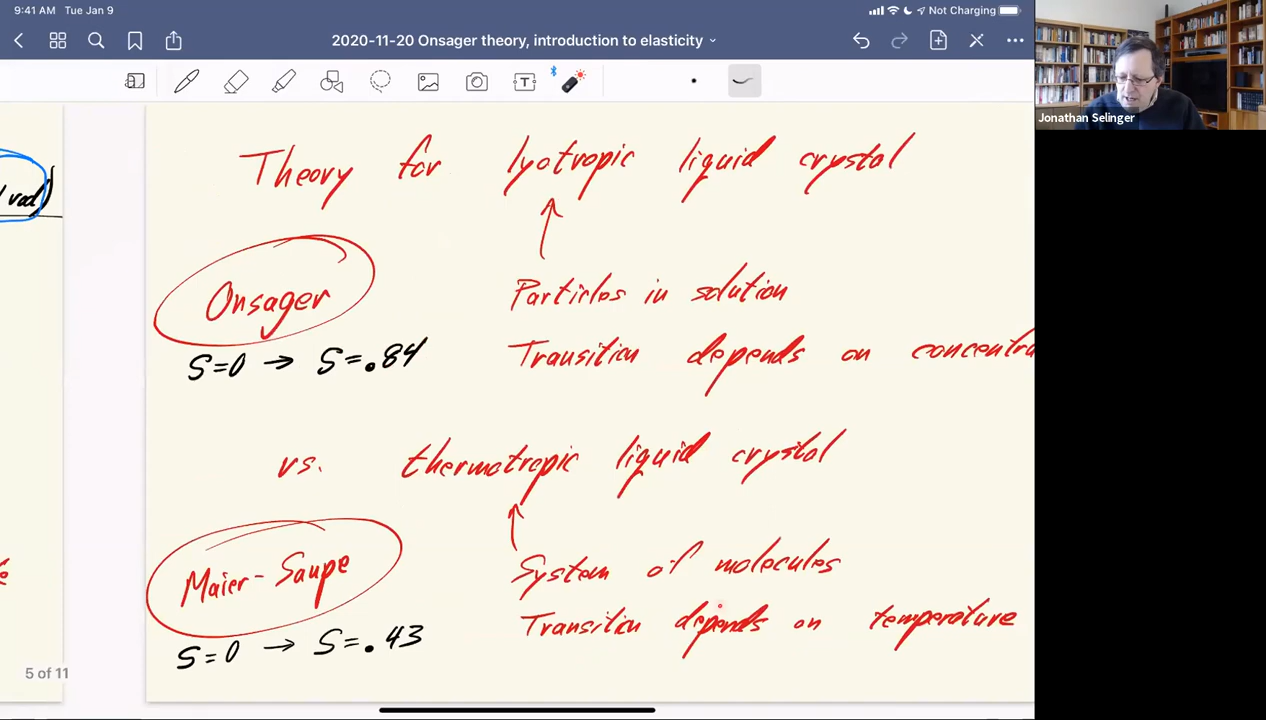 9:41 AM Tue Jan 9
Not Charging
2020-11-20 Onsager theory, introduction to elasticity
T
Jonathan Selinger
Theory for lyotropic liquid crystal
rod)
Onsager
Particles in solution
S=0 → S=.84
Transition depends on concentra
vs. thermotropic liquid crystal
Maier-Saupe
System of molecules
Transition depends on temperature
S=0 → S=.43
5 of 11